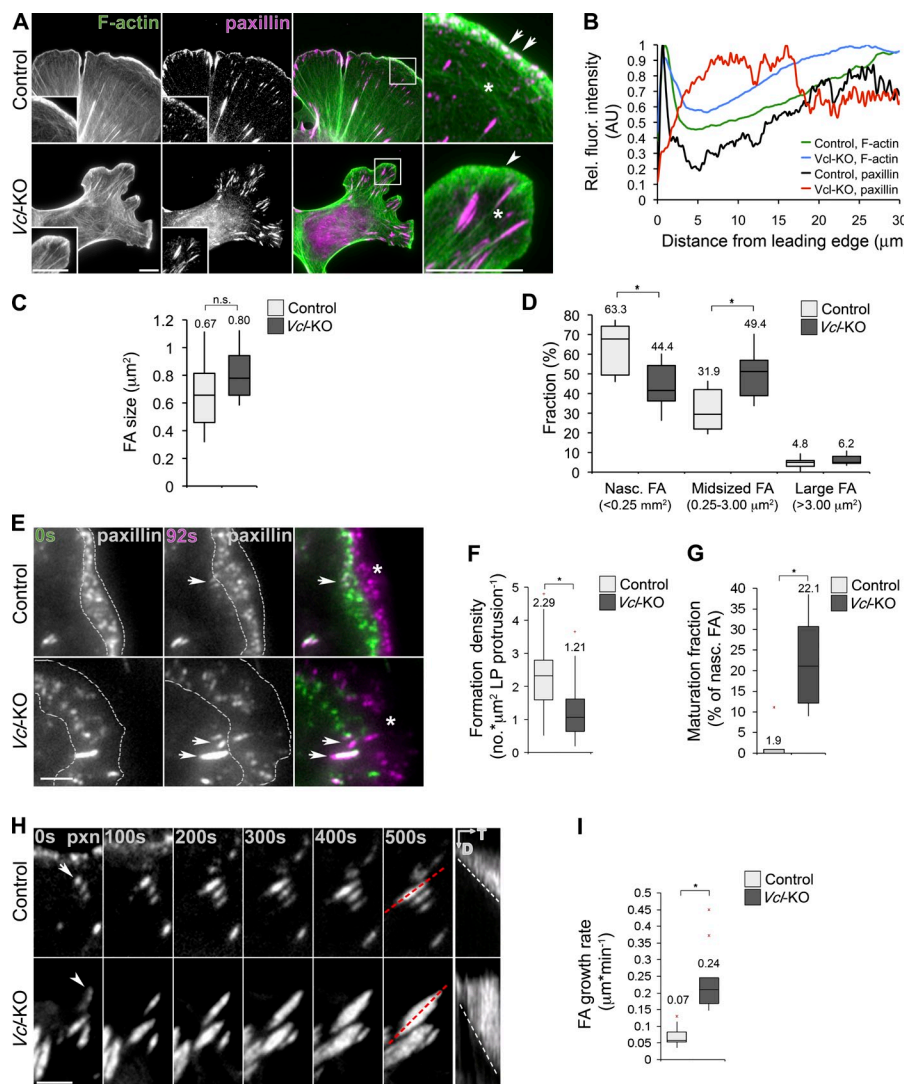 A
F-actin
paxillin
Control
Vcl-KO
B
Rel. fluor. intensity
(AU)
1
0.9
0.8
0.7
0.6
0.5
0.4
0.3
0.2
0.1
0
Control, F-actin
Vcl-KO, F-actin
Control, paxillin
Vcl-KO, paxillin
0 5 10 15 20 25 30
Distance from leading edge (μm
C
n.s.
Control
Vcl-KO
0.67 0.80
FA size (μm²)
1.2
1
0.8
0.6
0.4
0.2
0
D
* *
Control
Vcl-KO
63.3 44.4 31.9 49.4 4.8 6.2
Fraction (%)
80
70
60
50
40
30
20
10
0
Nasc. FA Midsized FA Large FA
(<0.25 mm²) (0.25-3.00 μm²) (>3.00 μm²)
E
0s paxillin 92s paxillin
Control
*
Vcl-KO
*
F
*
Control
Vcl-KO
2.29 1.21
Formation density
(no.*μm² LP protrusion⁻¹)
5
4
3
2
1
0
G
*
Control
Vcl-KO
22.1
1.9
Maturation fraction
(% of nasc. FA)
45
40
35
30
25
20
15
10
5
0
H
0s pxn 100s 200s 300s 400s 500s T
D
Control
Vcl-KO
I
*
Control
Vcl-KO
0.07 0.24
FA growth rate
(μm*min⁻¹)
0.5
0.45
0.4
0.35
0.3
0.25
0.2
0.15
0.1
0.05
0